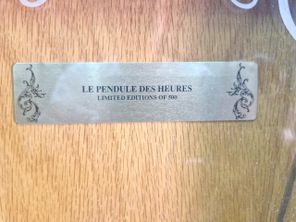 LE PENDULE DES HEURES
LIMITED EDITIONS OF 500